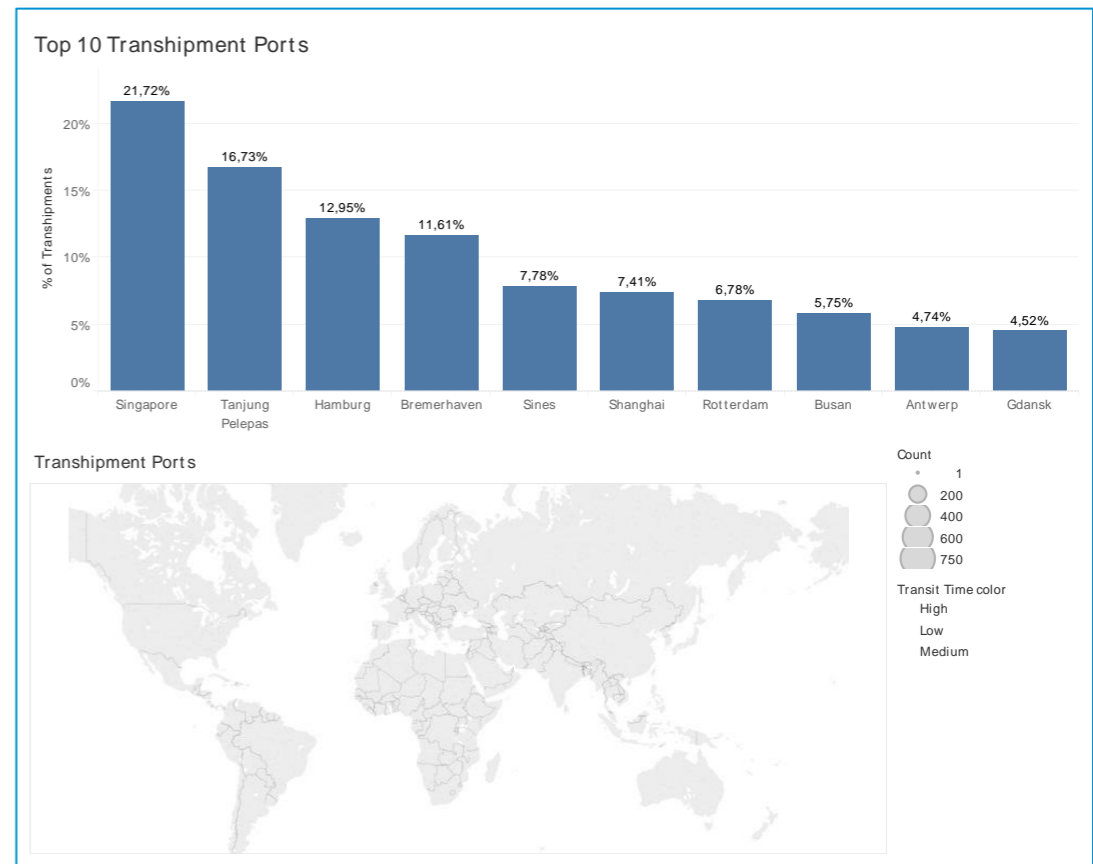 Top 10 Transhipment Ports
% of Transhipments
20%
15%
10%
5%
0%
21,72%
16,73%
12,95%
11,61%
7,78%
7,41%
6,78%
5,75%
4,74%
4,52%
Singapore
Tanjung
Pelepas
Hamburg
Bremerhaven
Sines
Shanghai
Rotterdam
Busan
Antwerp
Gdansk
Transhipment Ports
Count
1
200
400
600
750
Transit Time color
High
Low
Medium